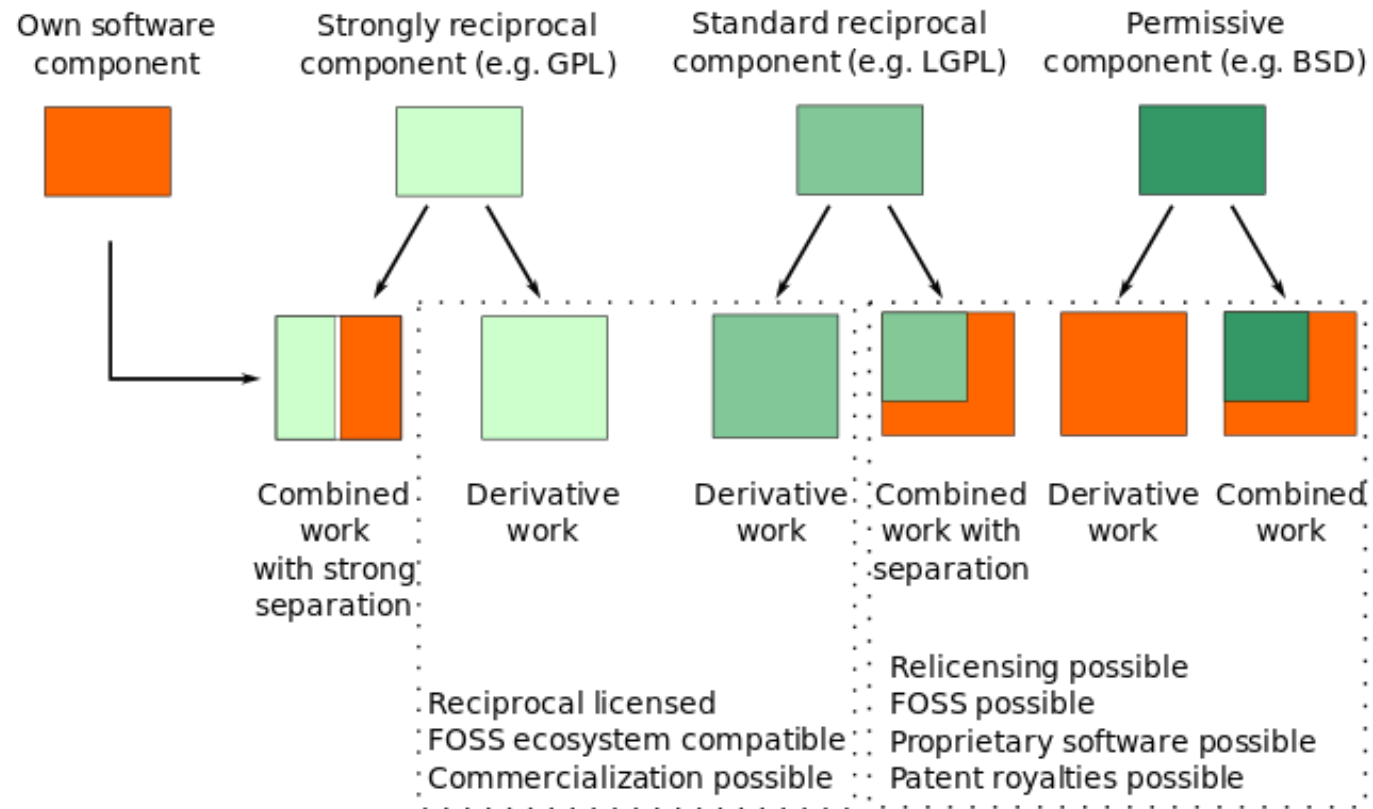 Own software
component
Strongly reciprocal
component (e.g. GPL)
Standard reciprocal
component (e.g. LGPL)
Permissive
component (e.g. BSD)
Combined
work
with strong
separation
Derivative
work
Derivative
work
Combined
work with
separation
Derivative
work
Combined
work
Reciprocal licensed
FOSS ecosystem compatible
Commercialization possible
Relicensing possible
FOSS possible
Proprietary software possible
Patent royalties possible